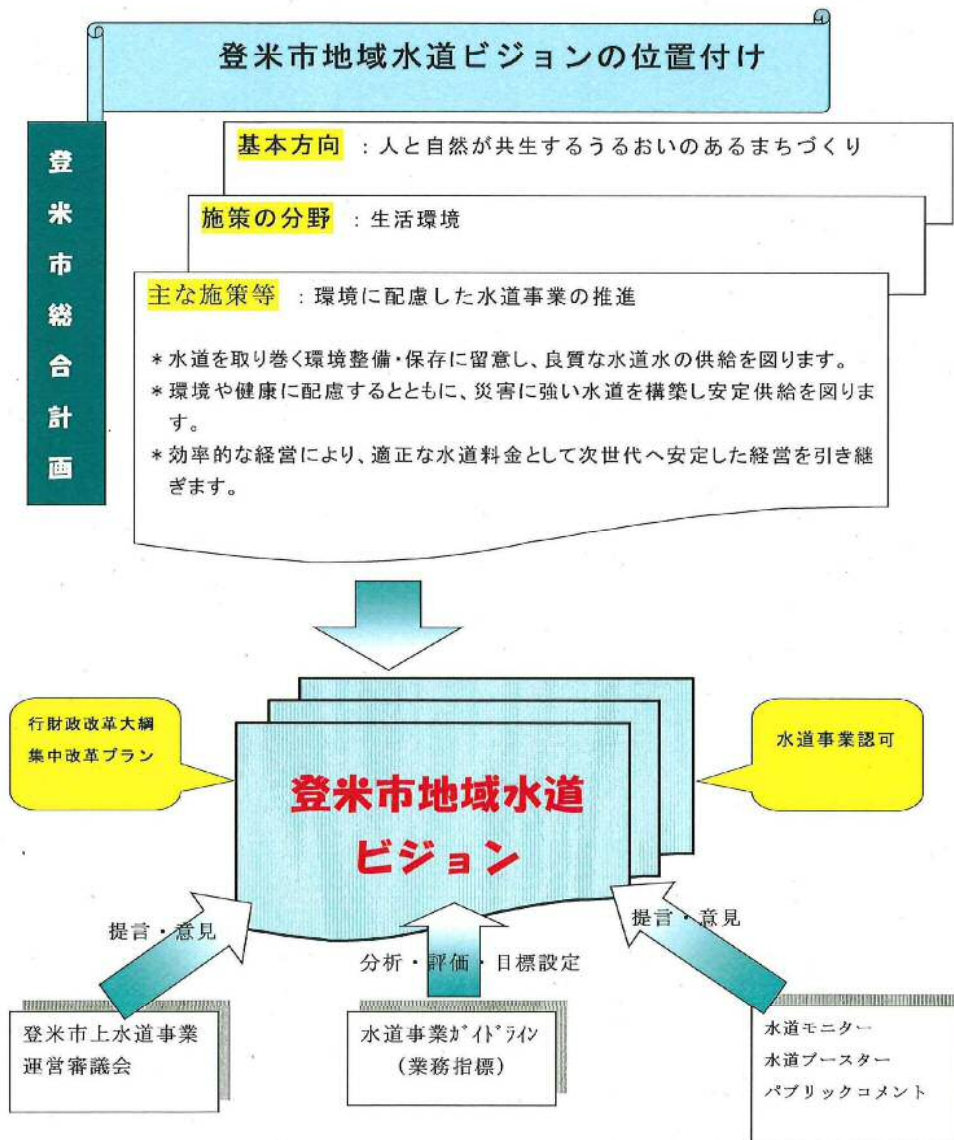 登米市地域水道ビジョンの位置付け
登米市総合計画
基本方向 : 人と自然が共生するうるおいのあるまちづくり
施策の分野 : 生活環境
主な施策等 : 環境に配慮した水道事業の推進
*水道を取り巻く環境整備・保存に留意し、良質な水道水の供給を図ります。
*環境や健康に配慮するとともに、災害に強い水道を構築し安定供給を図りま
す。
*効率的な経営により、適正な水道料金として次世代へ安定した経営を引き継
ぎます。
行財政改革大綱
集中改革プラン
水道事業認可
登米市地域水道
ビジョン
提言・意見
提言・意見
分析・評価・目標設定
登米市上水道事業
運営審議会
水道事業ガイドライン
(業務指標)
水道モニター
水道ブースター
パブリックコメント